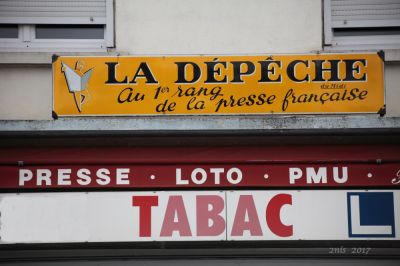 LA DÉPÊCHE
du Midi
Au 1er rang
de la presse française
PRESSE · LOTO · PMU ·
TABAC
2nls 2017